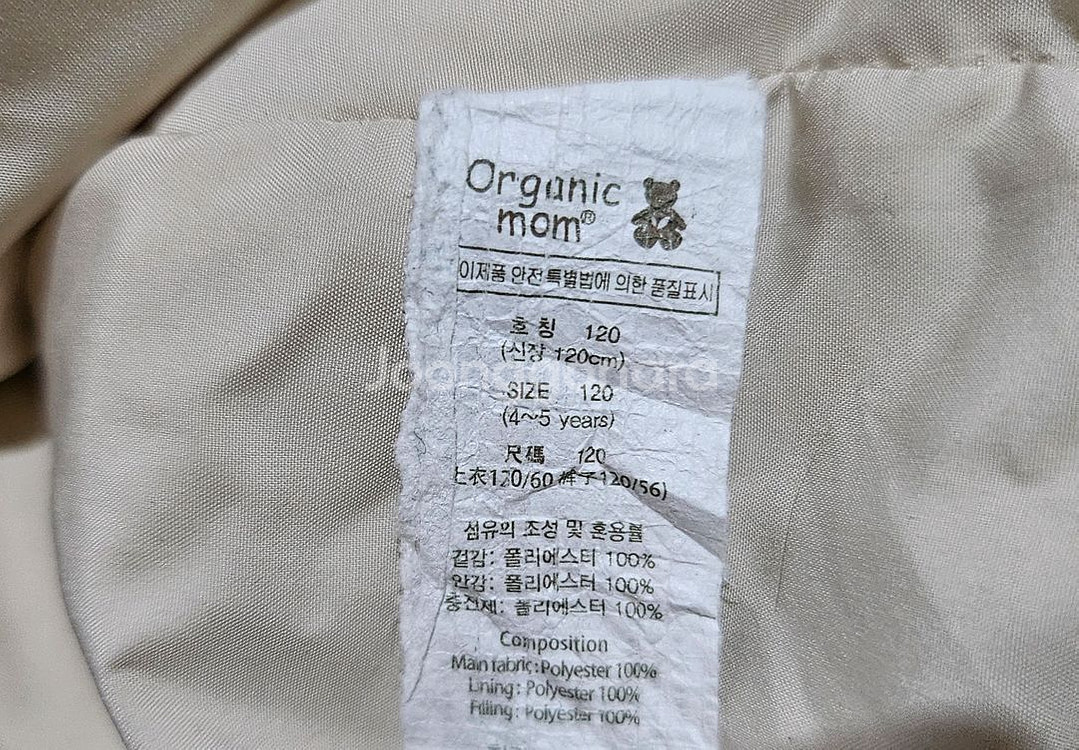 Organic
mom®
이제품 안전특별법에 의한 품질표시
호 칭 120
(신장 120cm)
SIZE 120
(4~5 years)
尺碼 120
上衣120/60 裤子120/56)
섬유의 조성 및 혼용률
겉감: 폴리에스터 100%
안감: 폴리에스터 100%
충전제: 폴리에스터 100%
Composition
Main fabric: Polyester 100%
Lining: Polyester 100%
Filling: Polyester 100%